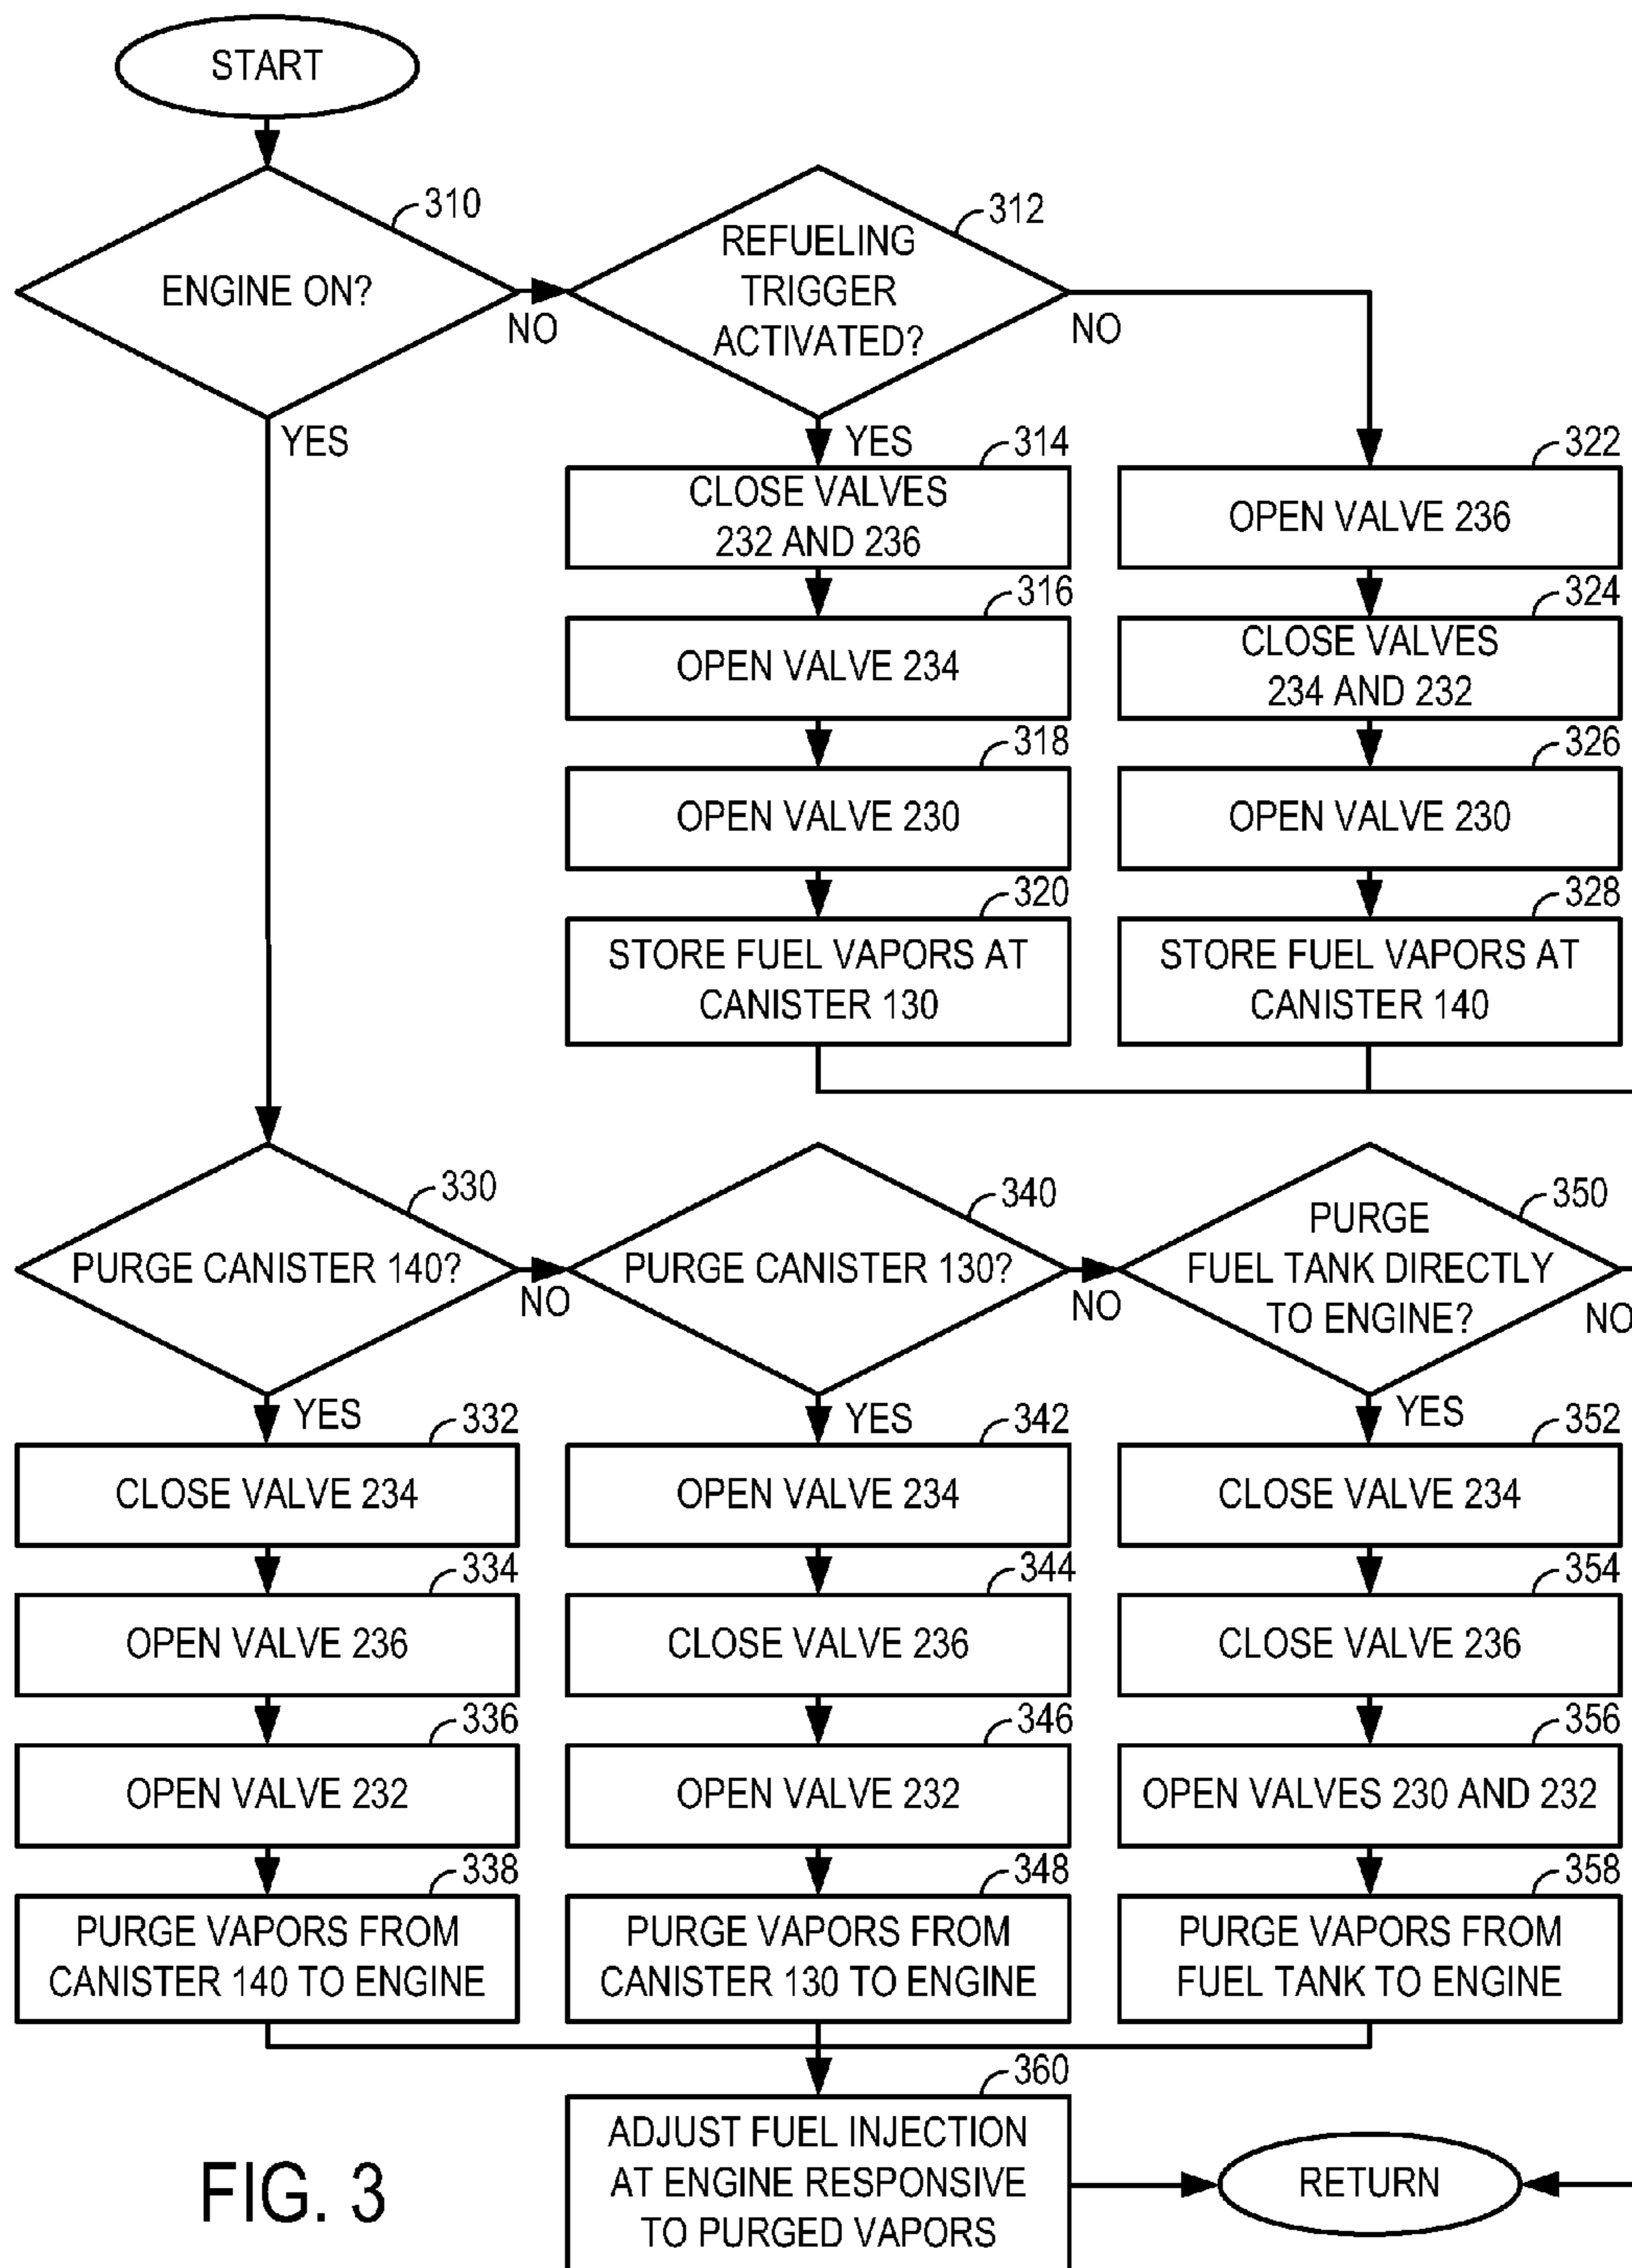 START
310
ENGINE ON?
NO
YES
312
REFUELING
TRIGGER
ACTIVATED?
NO
YES
314
CLOSE VALVES
232 AND 236
316
OPEN VALVE 234
318
OPEN VALVE 230
320
STORE FUEL VAPORS AT
CANISTER 130
322
OPEN VALVE 236
324
CLOSE VALVES
234 AND 232
326
OPEN VALVE 230
328
STORE FUEL VAPORS AT
CANISTER 140
330
PURGE CANISTER 140?
NO
YES
332
CLOSE VALVE 234
334
OPEN VALVE 236
336
OPEN VALVE 232
338
PURGE VAPORS FROM
CANISTER 140 TO ENGINE
340
PURGE CANISTER 130?
NO
YES
342
OPEN VALVE 234
344
CLOSE VALVE 236
346
OPEN VALVE 232
348
PURGE VAPORS FROM
CANISTER 130 TO ENGINE
350
PURGE
FUEL TANK DIRECTLY
TO ENGINE?
NO
YES
352
CLOSE VALVE 234
354
CLOSE VALVE 236
356
OPEN VALVES 230 AND 232
358
PURGE VAPORS FROM
FUEL TANK TO ENGINE
360
ADJUST FUEL INJECTION
AT ENGINE RESPONSIVE
TO PURGED VAPORS
RETURN
FIG. 3